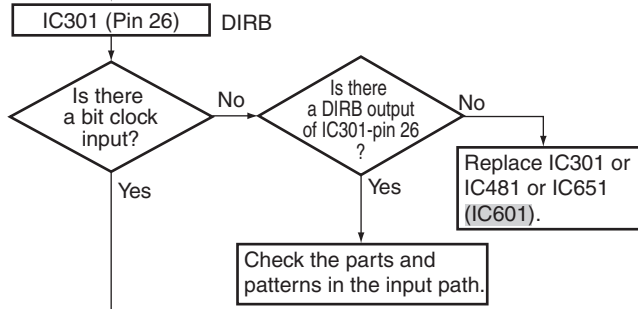 IC301 (Pin 26)
DIRB
Is there
a bit clock
input?
No
Yes
Is there
a DIRB output
of IC301-pin 26
?
No
Yes
Replace IC301 or
IC481 or IC651
(IC601).
Check the parts and
patterns in the input path.